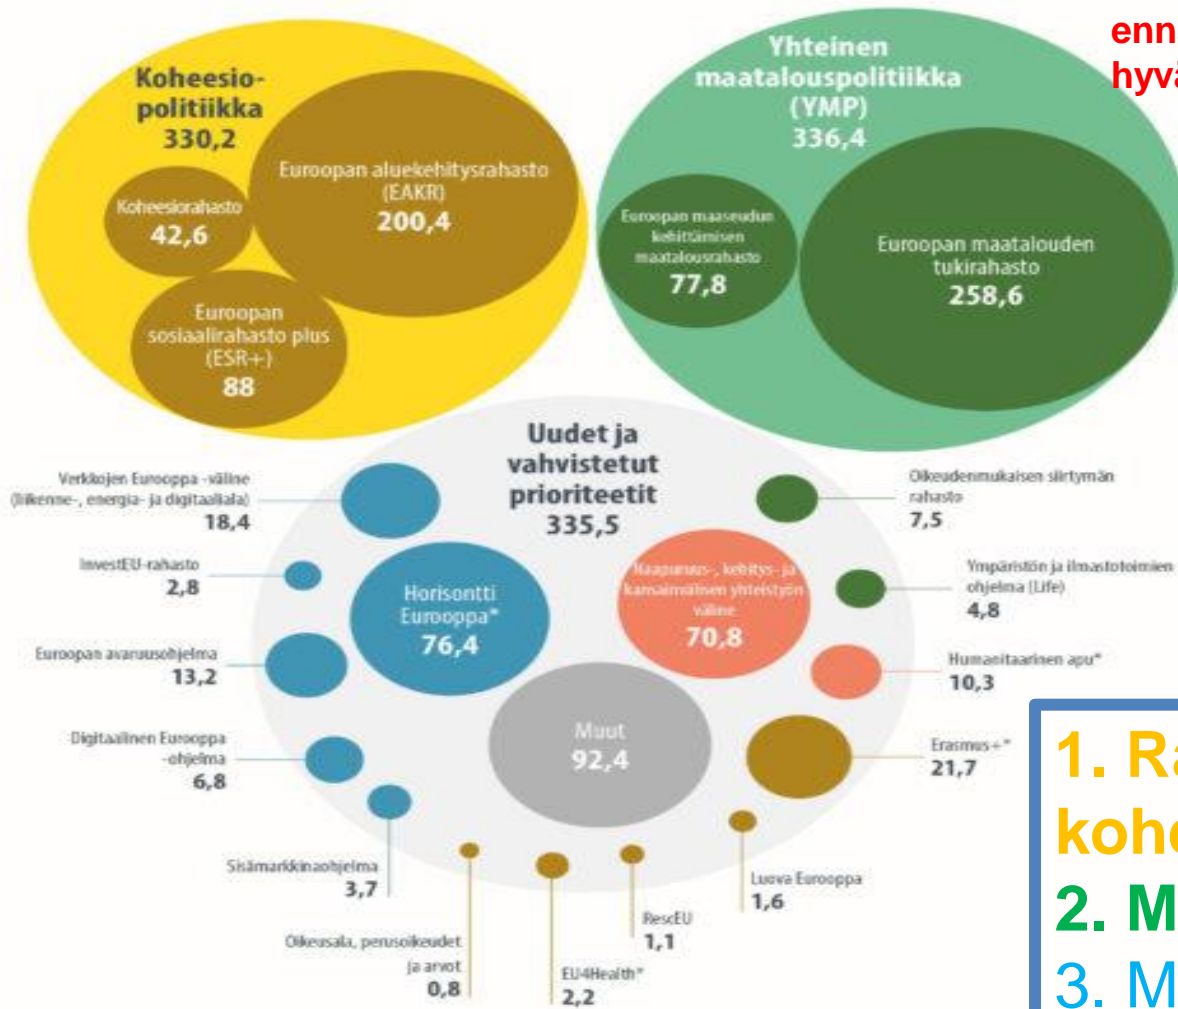 enn
hyvä
Koheesio-
politiikka
330,2
Euroopan aluekehitysrahasto
(EAKR)
200,4
Koheesiorahasto
42,6
Euroopan
sosiaalirahasto plus
(ESR+)
88
Yhteinen
maatalouspolitiikka
(YMP)
336,4
Euroopan maaseudun
kehittämisen
maatalousrahasto
77,8
Euroopan maatalouden
tukirahasto
258,6
Uudet ja
vahvistetut
prioriteetit
335,5
Verkkojen Eurooppa -väline
(liikenne-, energia- ja digitaaliala)
18,4
InvestEU-rahasto
2,8
Euroopan avaruusohjelma
13,2
Digitaalinen Eurooppa
-ohjelma
6,8
Sisämarkkinaohjelma
3,7
Oikeusala, perusoikeudet
ja arvot
0,8
EU4Health*
2,2
RescEU
1,1
Luova Eurooppa
1,6
Erasmus+*
21,7
Humanitaarinen apu*
10,3
Ympäristön ja ilmastotoimien
ohjelma (Life)
4,8
Oikeudenmukaisen siirtymän
rahasto
7,5
Horisontti
Eurooppa*
76,4
Naapuruus-, kehitys- ja
kansainvälisen yhteistyön
väline
70,8
Muut
92,4
1. Ra
kohe
2. M
3. M